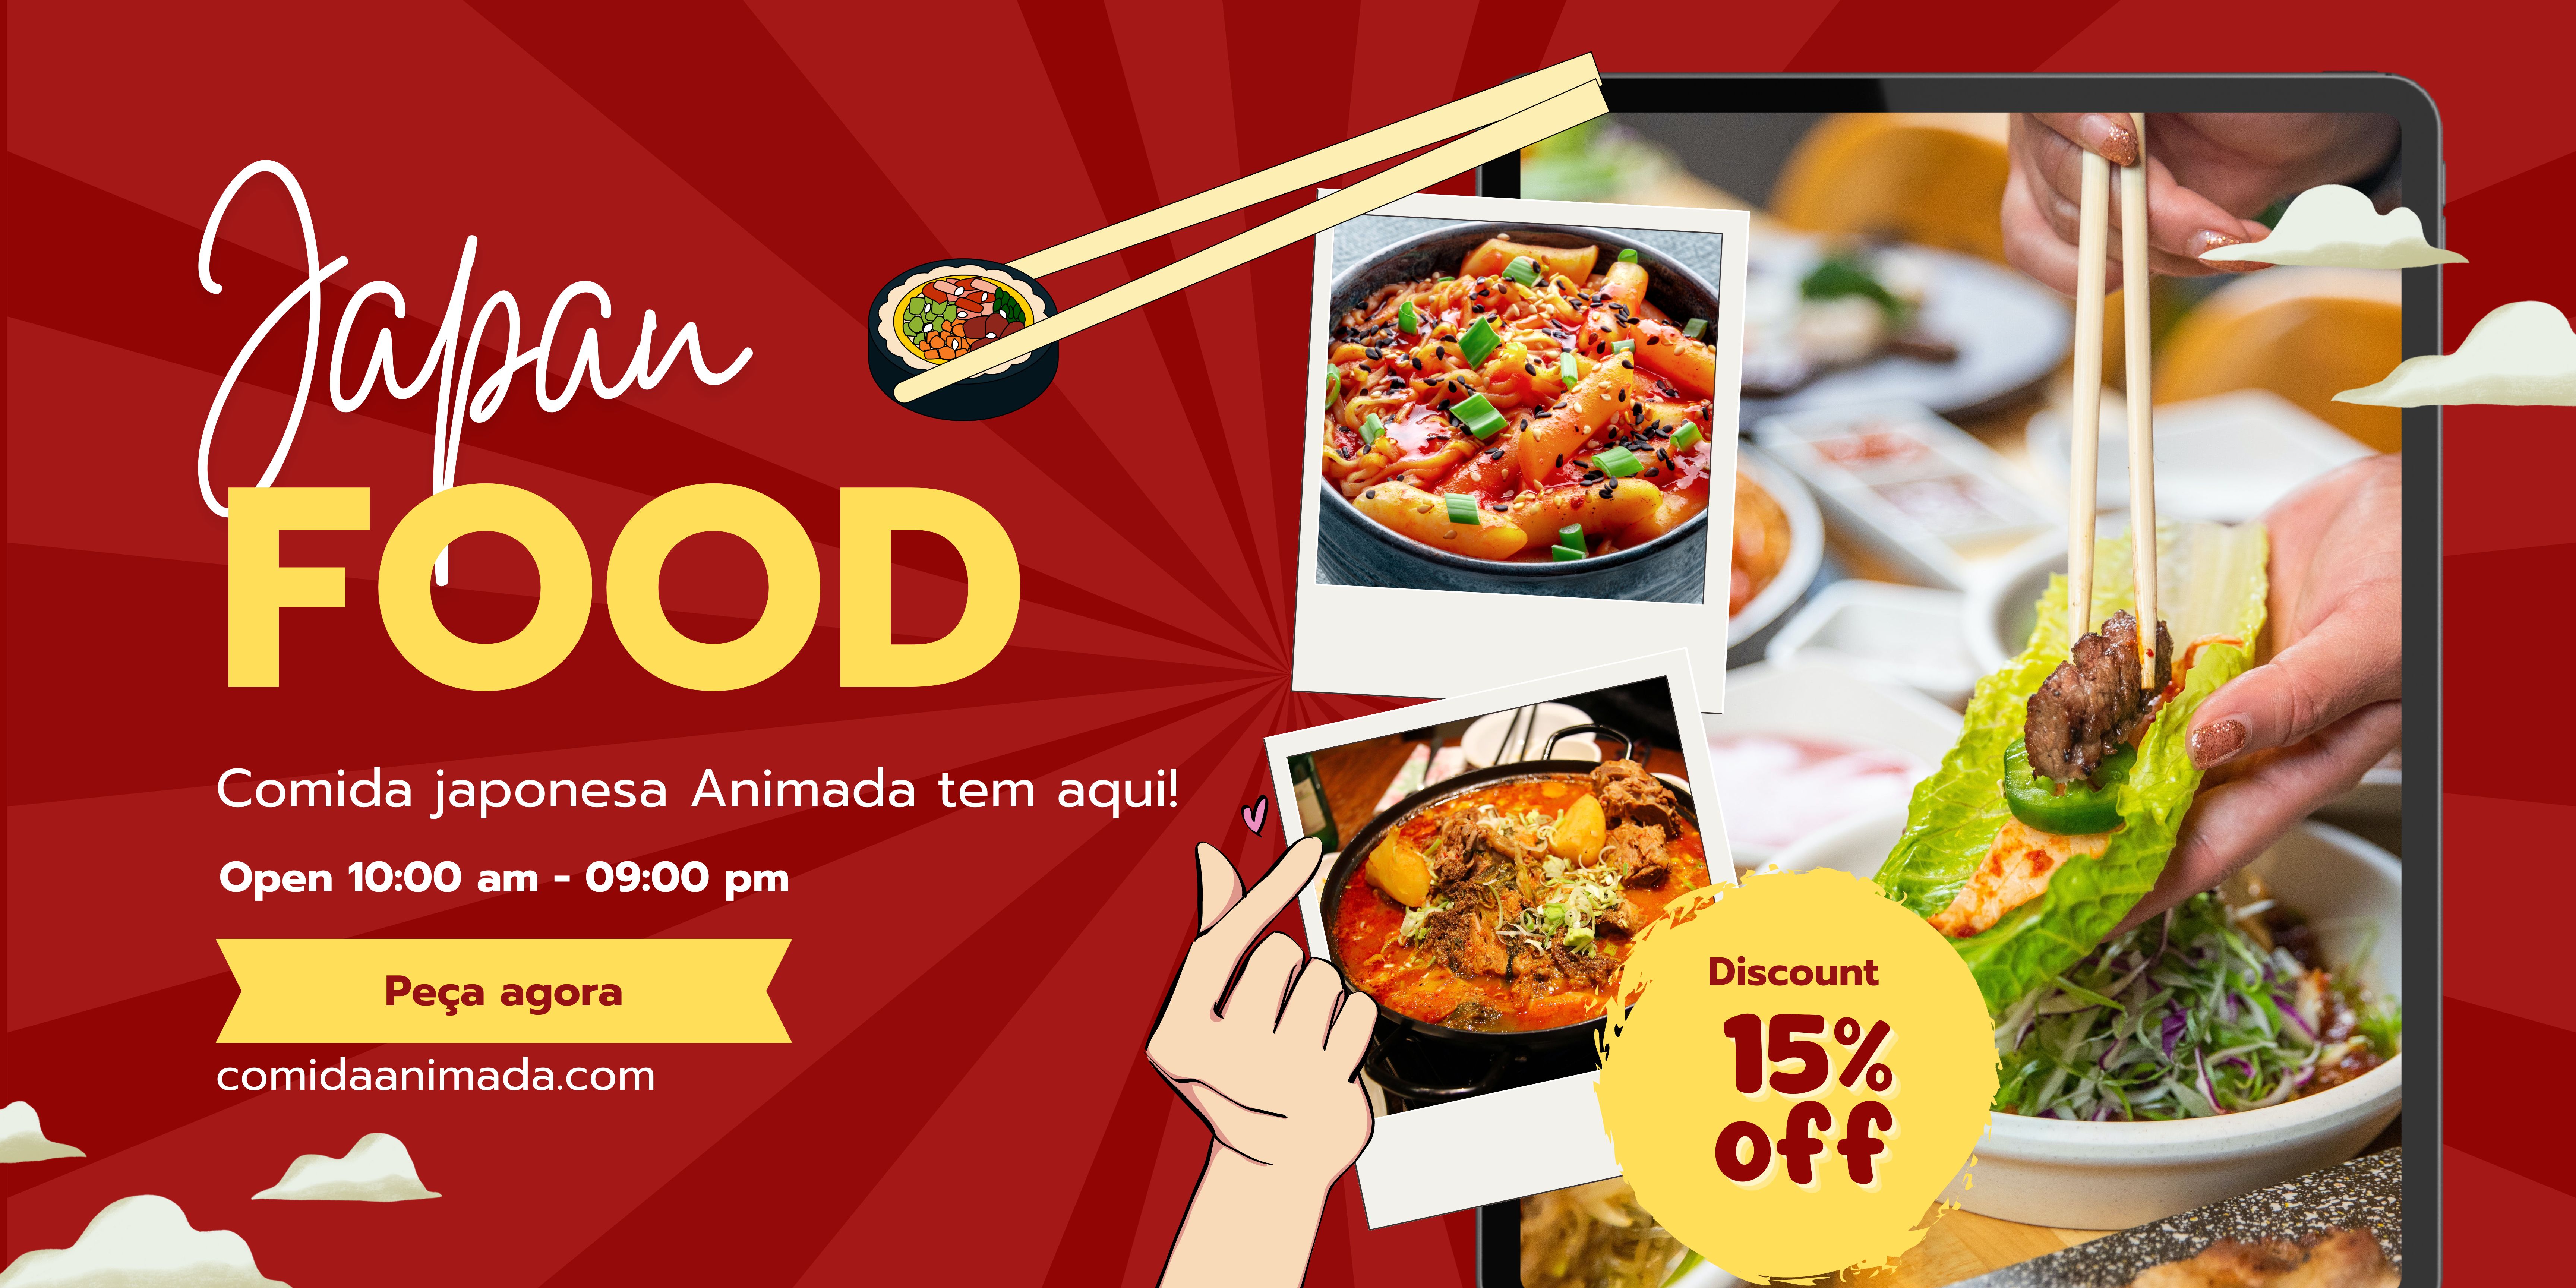 Japan
FOOD
Comida japonesa Animada tem aqui!
Open 10:00 am - 09:00 pm
Peça agora
comidaanimada.com
Discount
15%
off